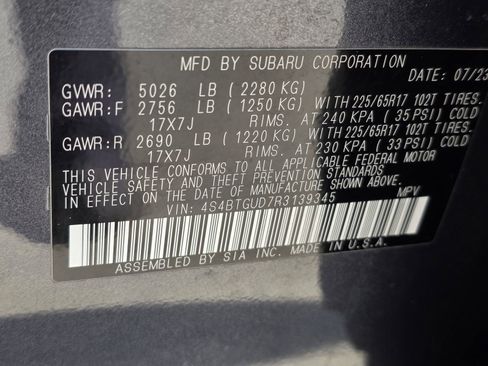 MFD BY SUBARU CORPORATION
DATE: 07/23
GVWR: 5026 LB (2280 KG)
GAWR:F 2756 LB (1250 KG) WITH 225/65R17 102T TIRES.
17X7J RIMS. AT 240 KPA (35 PSI) COLD
GAWR:R 2690 LB (1220 KG) WITH 225/65R17 102T TIRES.
17X7J RIMS. AT 230 KPA (33 PSI) COLD
THIS VEHICLE CONFORMS TO ALL APPLICABLE FEDERAL MOTOR
VEHICLE SAFETY AND THEFT PREVENTION STANDARDS
IN EFFECT ON THE DATE OF MANUFACTURE SHOWN ABOVE.
VIN: 4S4BTGUD7R3139345 MPV
ASSEMBLED BY SIA INC. MADE IN U.S.A.